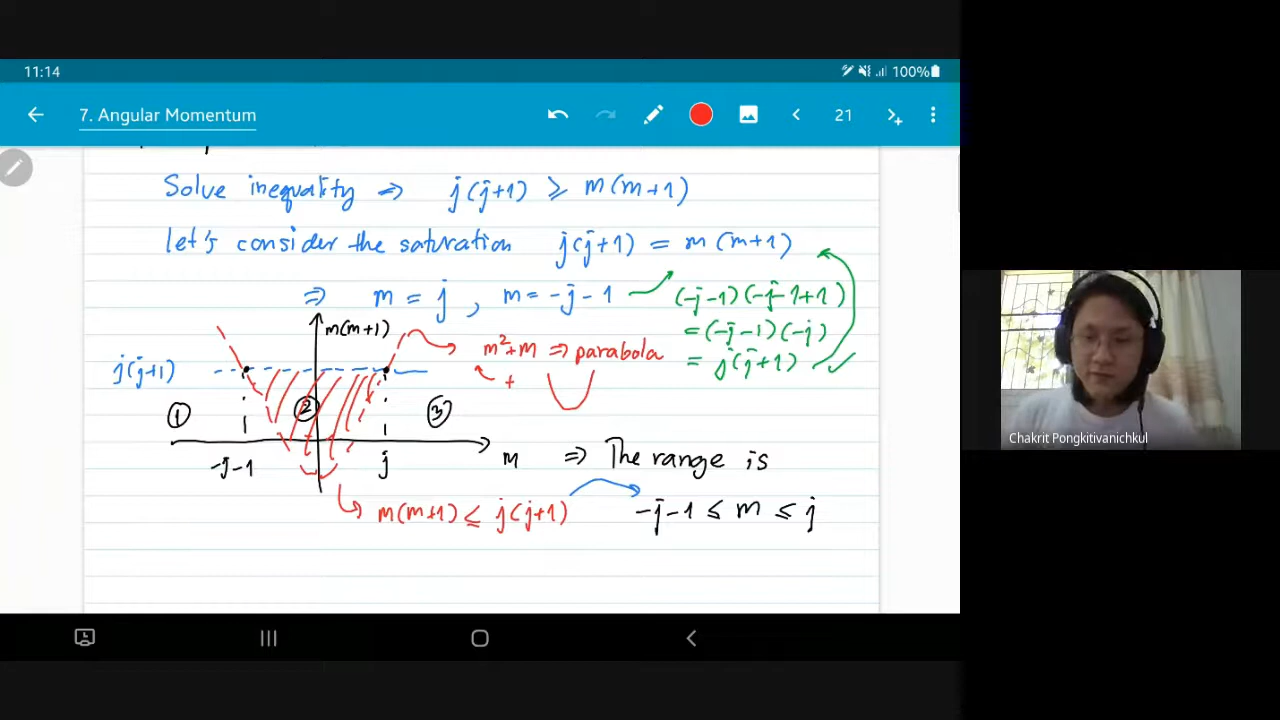 11:14
100%
7. Angular Momentum
21
Solve inequality ⇒ j(j+1) ⩾ m(m+1)
let's consider the saturation j(j+1) = m(m+1)
⇒ m = j , m = -j-1
(-j-1)(-j-1+1)
= (-j-1)(-j)
= j(j+1) ✓
m(m+1)
m²+m ⇒ parabola
+
j(j+1)
① ② ③
-j-1 j m
⇒ The range is
m(m+1) ⩽ j(j+1)
-j-1 ⩽ m ⩽ j
Chakrit Pongkitivanichkul